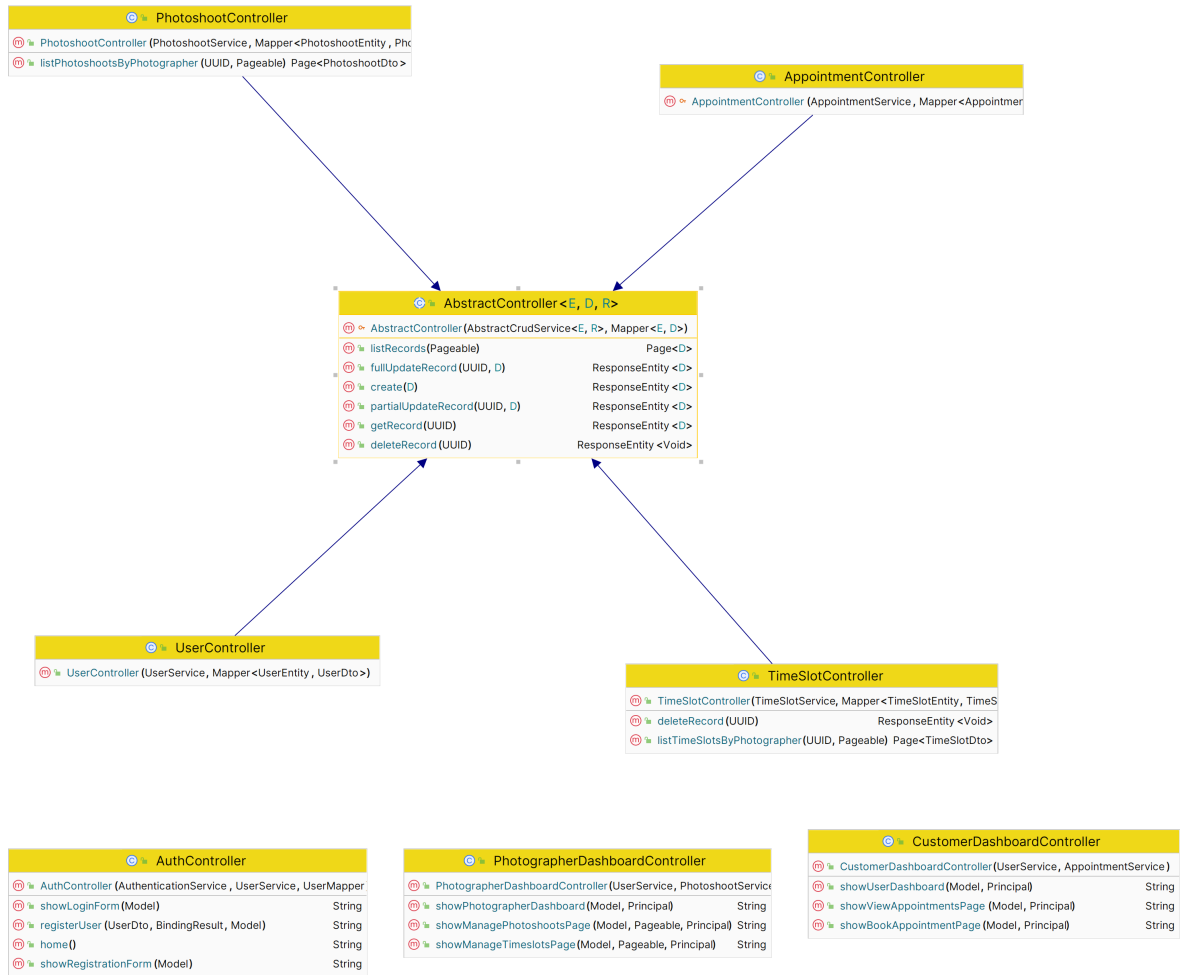 PhotoshootController
PhotoshootController(PhotoshootService, Mapper<PhotoshootEntity, Pho
listPhotoshootsByPhotographer(UUID, Pageable) Page<PhotoshootDto>
AppointmentController
AppointmentController(AppointmentService, Mapper<Appointmen
AbstractController<E, D, R>
AbstractController(AbstractCrudService<E, R>, Mapper<E, D>)
listRecords(Pageable) Page<D>
fullUpdateRecord(UUID, D) ResponseEntity<D>
create(D) ResponseEntity<D>
partialUpdateRecord(UUID, D) ResponseEntity<D>
getRecord(UUID) ResponseEntity<D>
deleteRecord(UUID) ResponseEntity<Void>
UserController
UserController(UserService, Mapper<UserEntity, UserDto>)
TimeSlotController
TimeSlotController(TimeSlotService, Mapper<TimeSlotEntity, TimeS
deleteRecord(UUID) ResponseEntity<Void>
listTimeSlotsByPhotographer(UUID, Pageable) Page<TimeSlotDto>
AuthController
AuthController(AuthenticationService, UserService, UserMapper
showLoginForm(Model) String
registerUser(UserDto, BindingResult, Model) String
home() String
showRegistrationForm(Model) String
PhotographerDashboardController
PhotographerDashboardController(UserService, PhotoshootService
showPhotographerDashboard(Model, Principal) String
showManagePhotoshootsPage(Model, Pageable, Principal) String
showManageTimeslotsPage(Model, Pageable, Principal) String
CustomerDashboardController
CustomerDashboardController(UserService, AppointmentService)
showUserDashboard(Model, Principal) String
showViewAppointmentsPage(Model, Principal) String
showBookAppointmentPage(Model, Principal) String